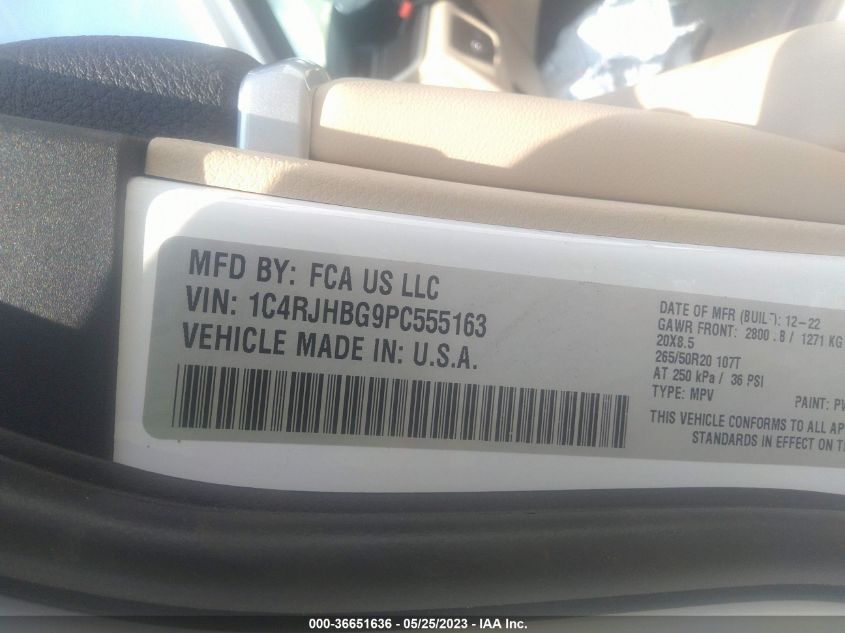 MFD BY: FCA US LLC
VIN: 1C4RJHBG9PC555163
VEHICLE MADE IN: U.S.A.
DATE OF MFR (BUILT): 12-22
GAWR FRONT: 2800.8 / 1271 KG
20X8.5
265/50R20 107T
AT 250 kPa / 36 PSI
TYPE: MPV
PAINT: PW
THIS VEHICLE CONFORMS TO ALL AP
STANDARDS IN EFFECT ON T
000-36651636 - 05/25/2023 - IAA Inc.